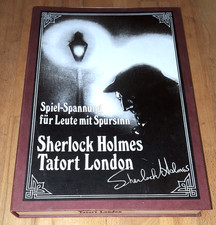 Spiel-Spannung
für Leute mit Spürsinn
Sherlock Holmes
Tatort London
Sherlock Holmes
Tatort London